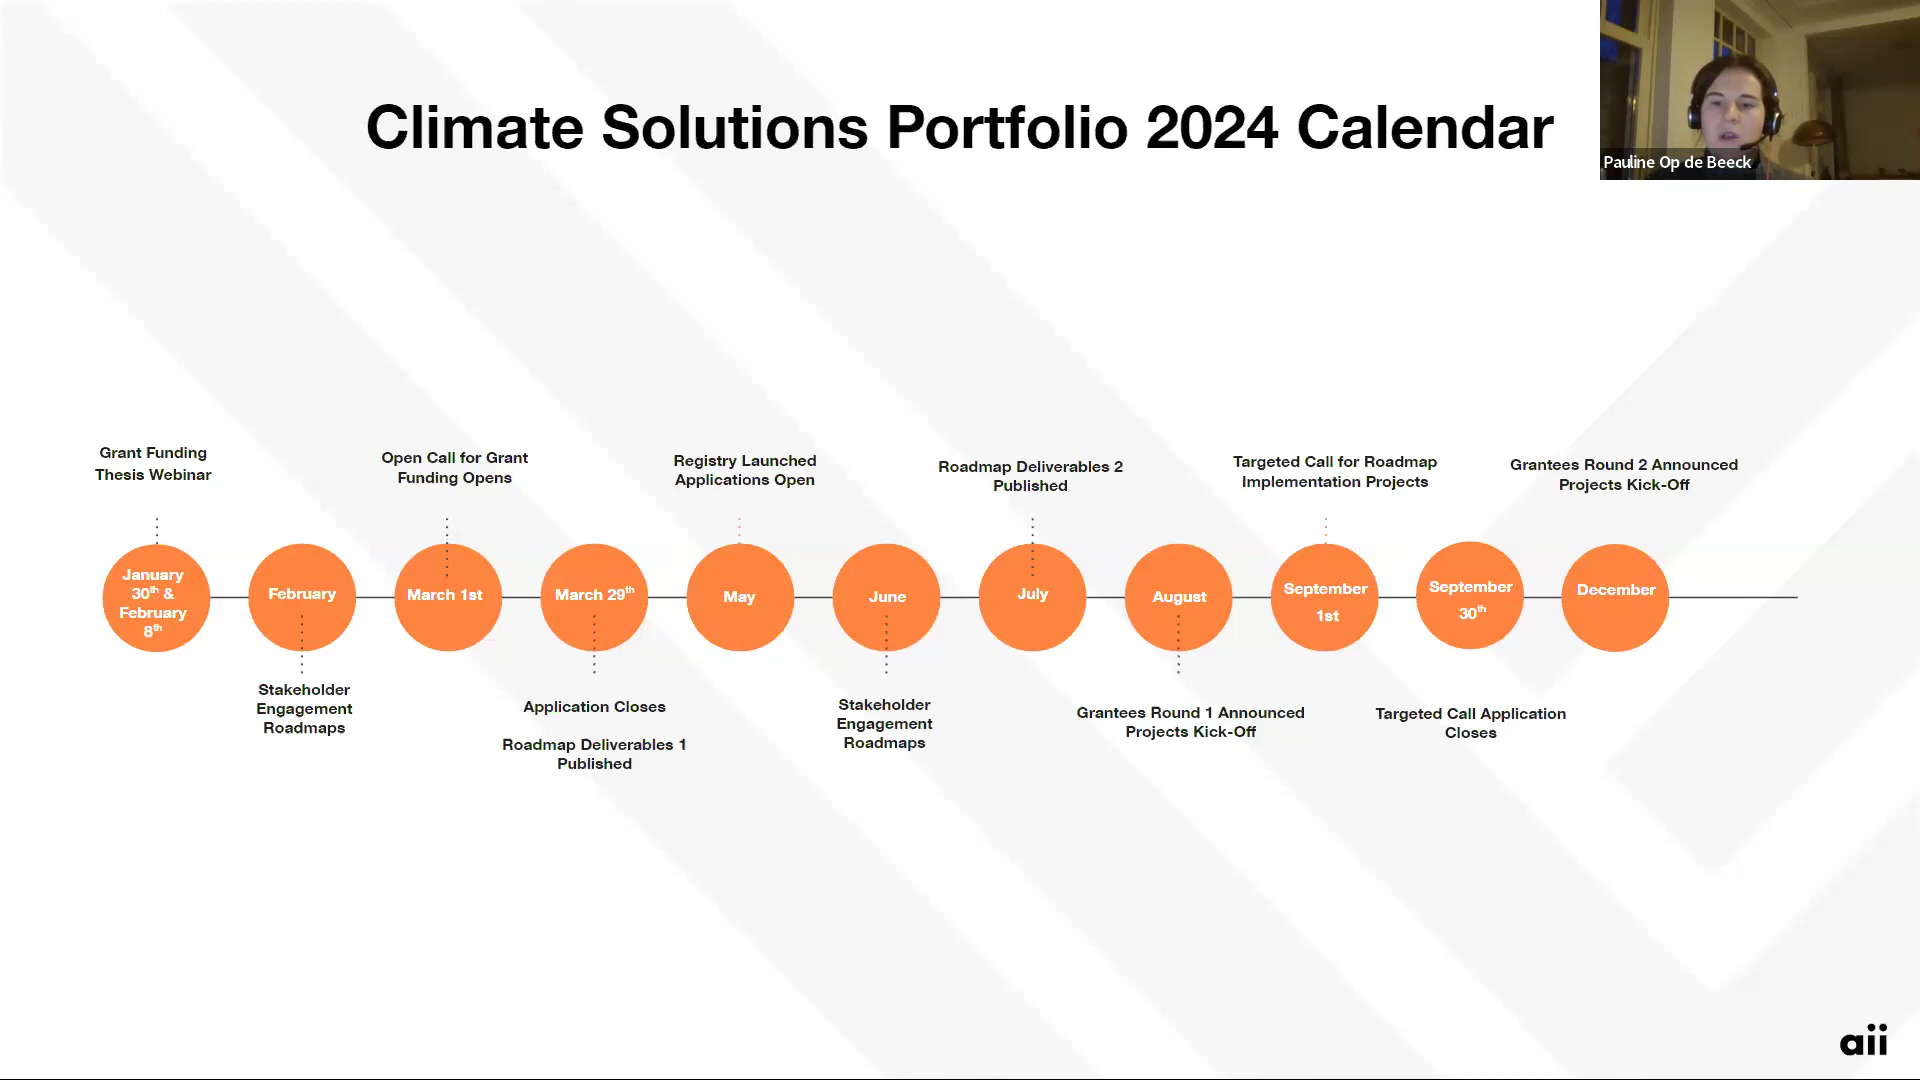 Climate Solutions Portfolio 2024 Calendar
Pauline Op de Beeck
Grant Funding
Thesis Webinar
Open Call for Grant
Funding Opens
Registry Launched
Applications Open
Roadmap Deliverables 2
Published
Targeted Call for Roadmap
Implementation Projects
Grantees Round 2 Announced
Projects Kick-Off
January
30th &
February
8th
February
March 1st
March 29th
May
June
July
August
September
1st
September
30th
December
Stakeholder
Engagement
Roadmaps
Application Closes
Roadmap Deliverables 1
Published
Stakeholder
Engagement
Roadmaps
Grantees Round 1 Announced
Projects Kick-Off
Targeted Call Application
Closes
aii